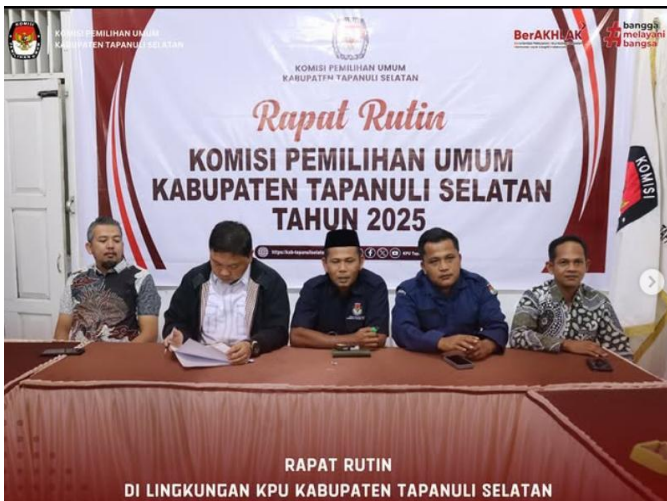 KOMISI PEMILIHAN UMUM
KABUPATEN TAPANULI SELATAN
BerAKHLAK
#bangga
melayani
bangsa
KOMISI PEMILIHAN UMUM
KABUPATEN TAPANULI SELATAN
Rapat Rutin
KOMISI PEMILIHAN UMUM
KABUPATEN TAPANULI SELATAN
TAHUN 2025
KOMISI
RAPAT RUTIN
DI LINGKUNGAN KPU KABUPATEN TAPANULI SELATAN